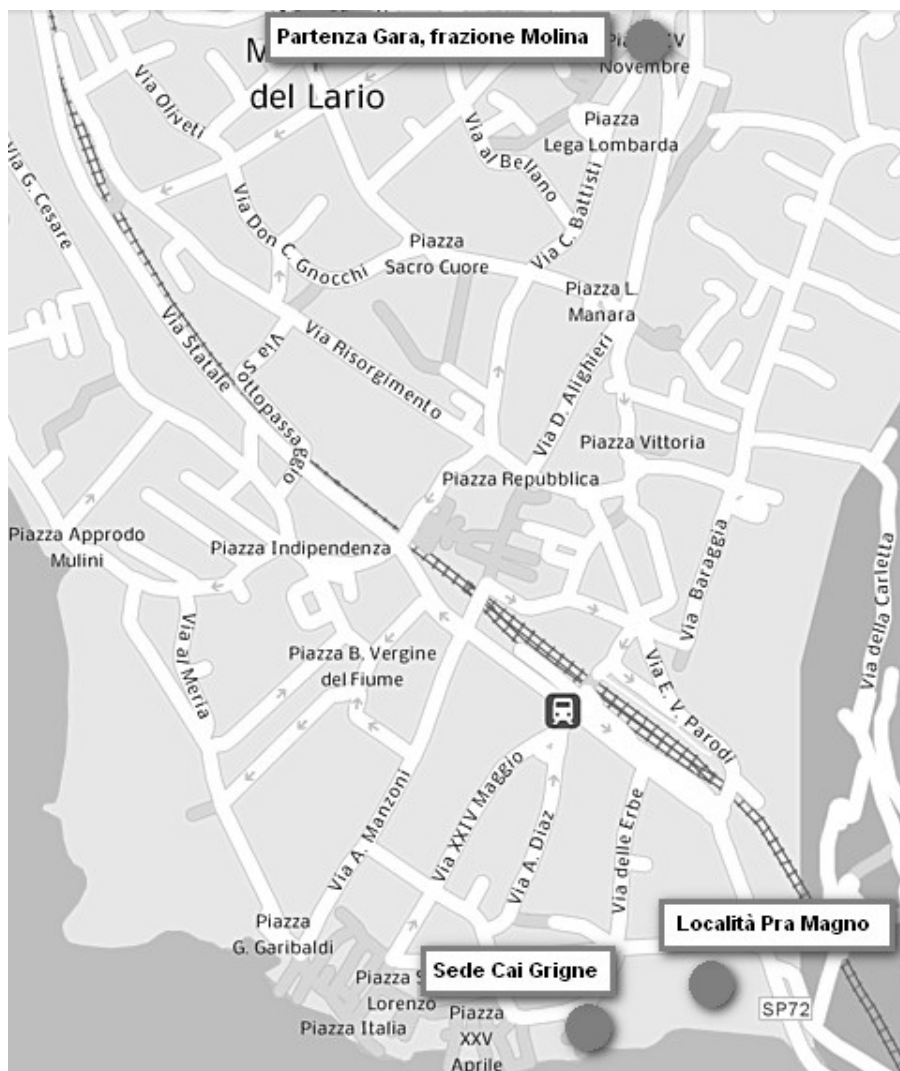 Partenza Gara, frazione Molina
M
del Lario
Novembre
Via Oliveti
Piazza
Lega Lombarda
Via al Bellano
Via G. Cesare
Via C. Battisti
Via Don C. Gnocchi
Piazza
Sacro Cuore
Piazza L.
Manara
Via Statale
Via Sottopassaggio
Via Risorgimento
Via D. Alighieri
Piazza Vittoria
Piazza Repubblica
Piazza Approdo
Mulini
Piazza Indipendenza
Via Baraggia
Via della Carletta
Via al Meria
Piazza B. Vergine
del Fiume
Via E. V. Parodi
Via A. Manzoni
Via XXIV Maggio
Via A. Diaz
Via delle Erbe
Località Pra Magno
Piazza
G. Garibaldi
Sede Cai Grigne
Piazza S
Lorenzo
Piazza Italia
Piazza
XXV
Aprile
SP72